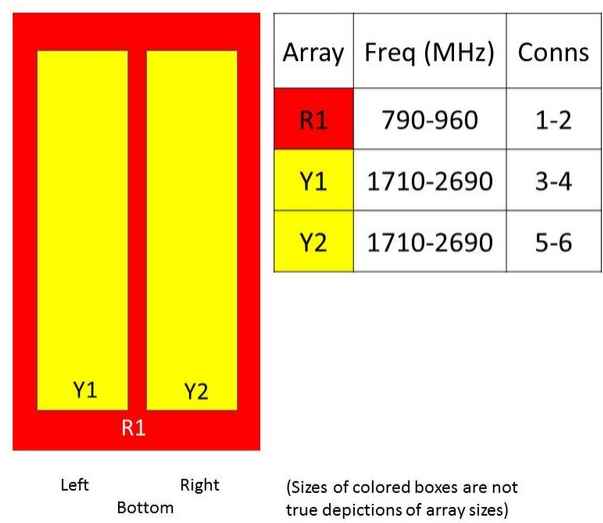 Array Freq (MHz) Conns
R1 790-960 1-2
Y1 1710-2690 3-4
Y2 1710-2690 5-6
Y1 Y2
R1
Left Right
Bottom
(Sizes of colored boxes are not
true depictions of array sizes)